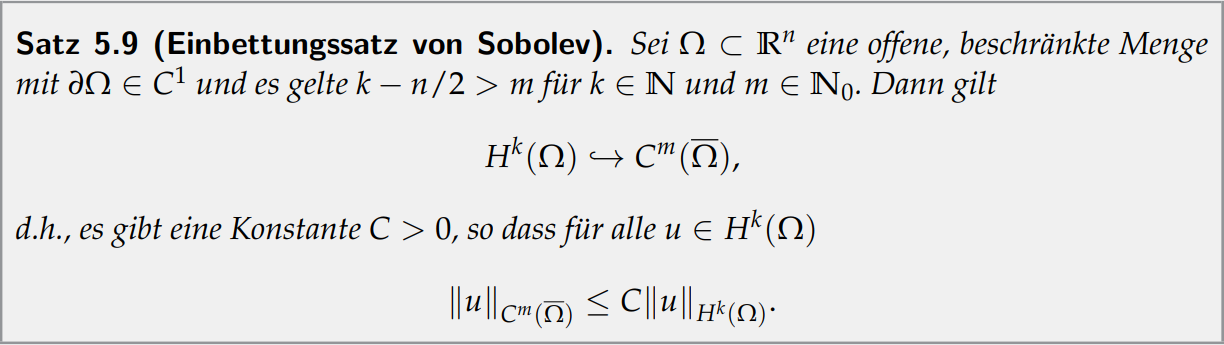 Satz 5.9 (Einbettungssatz von Sobolev). Sei Ω ⊂ ℝⁿ eine offene, beschränkte Menge
mit ∂Ω ∈ C¹ und es gelte k − n/2 > m für k ∈ ℕ und m ∈ ℕ₀. Dann gilt
Hᵏ(Ω) ↪ Cᵐ(Ω̅),
d.h., es gibt eine Konstante C > 0, so dass für alle u ∈ Hᵏ(Ω)
‖u‖_{Cᵐ(Ω̅)} ≤ C‖u‖_{Hᵏ(Ω)}.